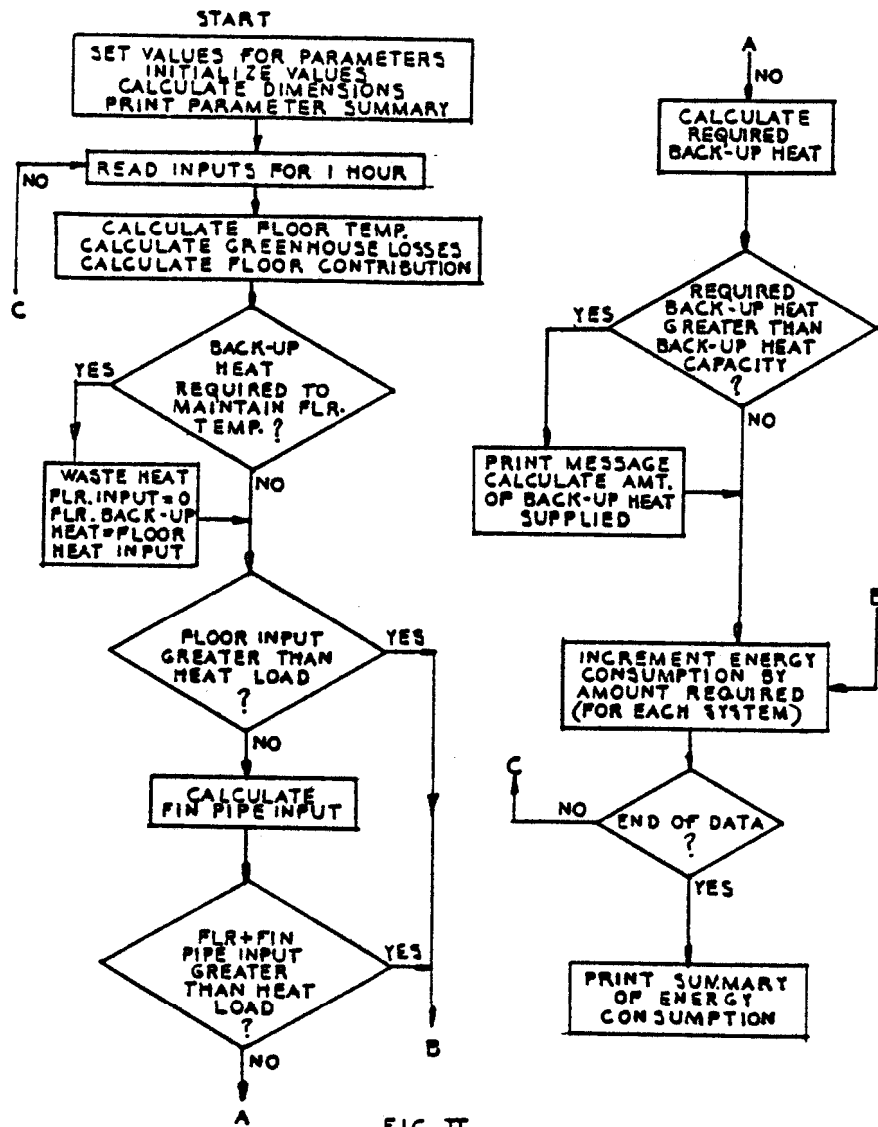 START
SET VALUES FOR PARAMETERS
INITIALIZE VALUES
CALCULATE DIMENSIONS
PRINT PARAMETER SUMMARY
NO
READ INPUTS FOR 1 HOUR
CALCULATE FLOOR TEMP.
CALCULATE GREENHOUSE LOSSES
CALCULATE FLOOR CONTRIBUTION
C
YES
BACK-UP
HEAT
REQUIRED TO
MAINTAIN FLR.
TEMP. ?
NO
WASTE HEAT
FLR. INPUT = 0
FLR. BACK-UP
HEAT = FLOOR
HEAT INPUT
FLOOR INPUT
GREATER THAN
HEAT LOAD
?
YES
NO
CALCULATE
FIN PIPE INPUT
FLR + FIN
PIPE INPUT
GREATER
THAN HEAT
LOAD
?
YES
B
NO
A
A
NO
CALCULATE
REQUIRED
BACK-UP HEAT
YES
REQUIRED
BACK-UP HEAT
GREATER THAN
BACK-UP HEAT
CAPACITY
?
NO
PRINT MESSAGE
CALCULATE AMT.
OF BACK-UP HEAT
SUPPLIED
INCREMENT ENERGY
CONSUMPTION BY
AMOUNT REQUIRED
(FOR EACH SYSTEM)
C
NO
END OF DATA
?
YES
PRINT SUMMARY
OF ENERGY
CONSUMPTION